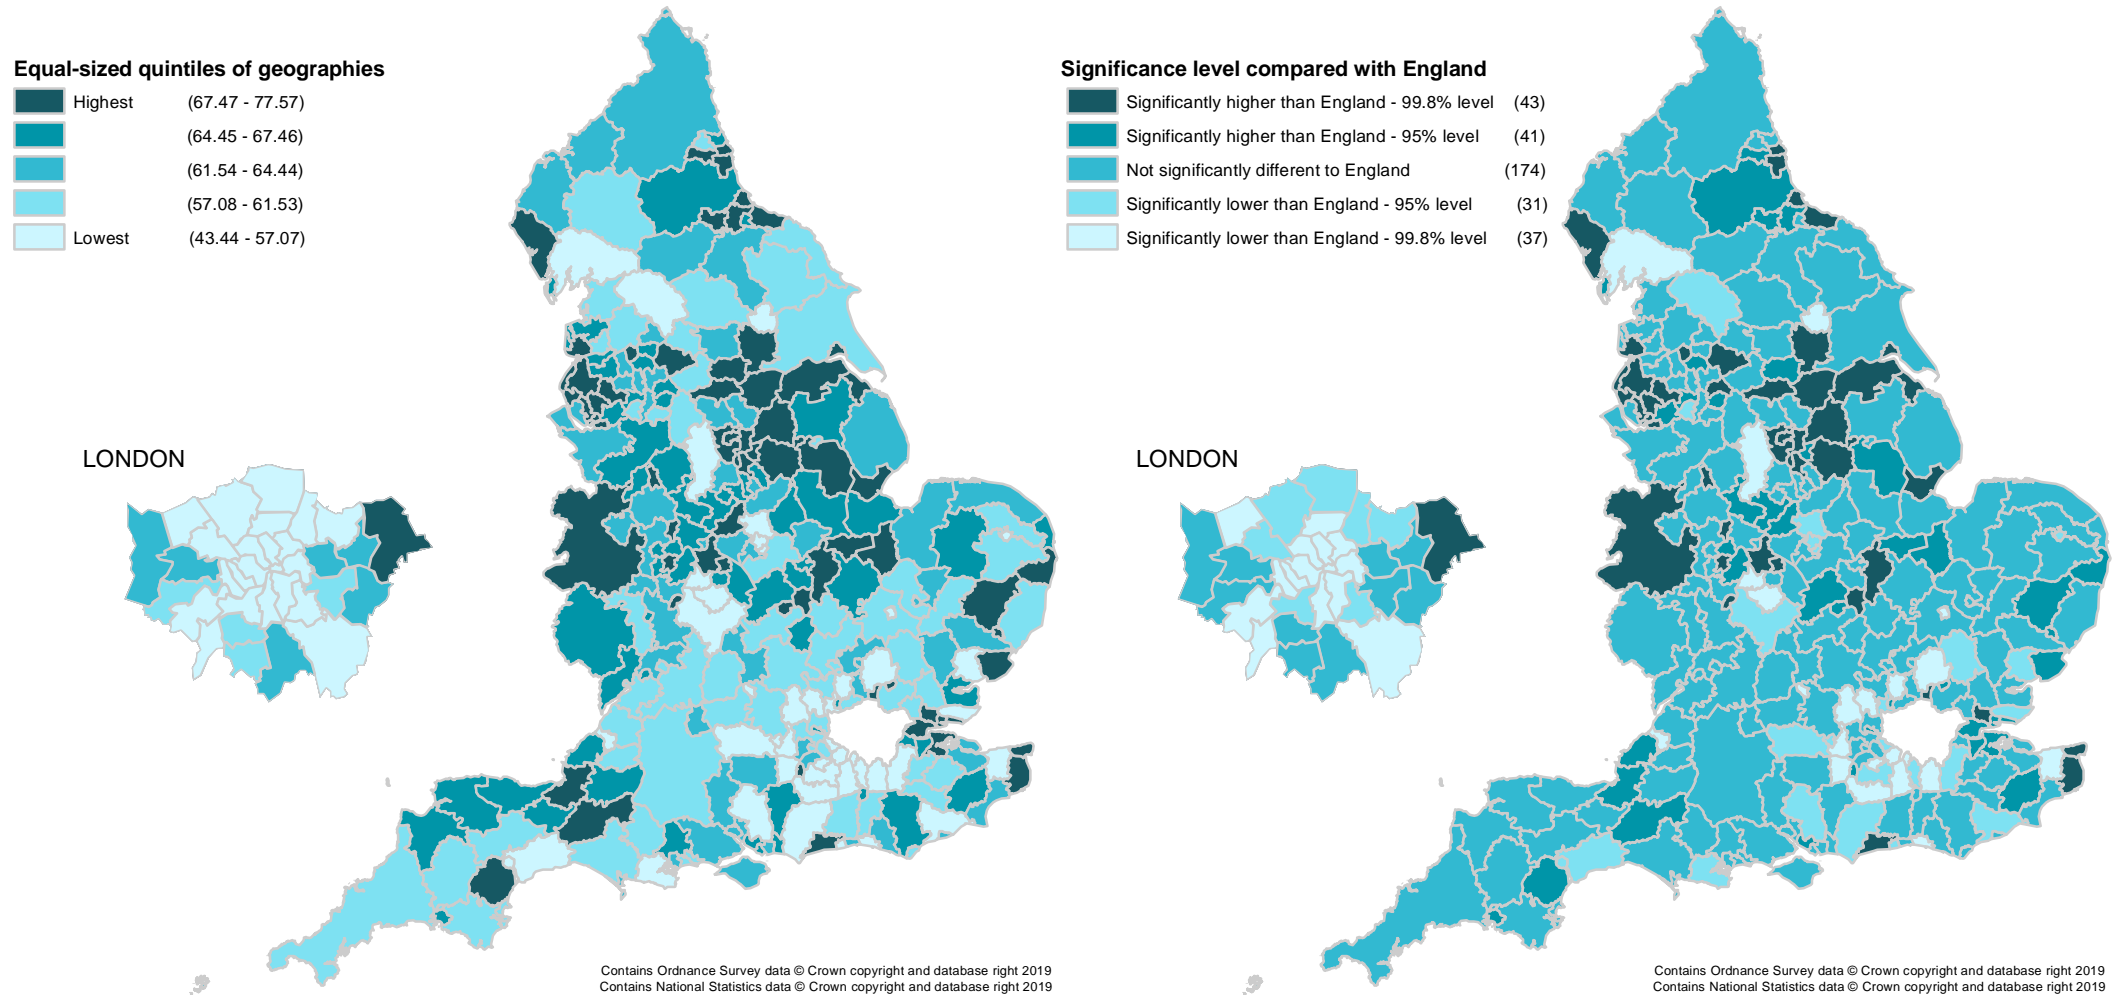 Equal-sized quintiles of geographies
Highest (67.47 - 77.57)
(64.45 - 67.46)
(61.54 - 64.44)
(57.08 - 61.53)
Lowest (43.44 - 57.07)
LONDON
Contains Ordnance Survey data © Crown copyright and database right 2019
Contains National Statistics data © Crown copyright and database right 2019
Significance level compared with England
Significantly higher than England - 99.8% level (43)
Significantly higher than England - 95% level (41)
Not significantly different to England (174)
Significantly lower than England - 95% level (31)
Significantly lower than England - 99.8% level (37)
LONDON
Contains Ordnance Survey data © Crown copyright and database right 2019
Contains National Statistics data © Crown copyright and database right 2019